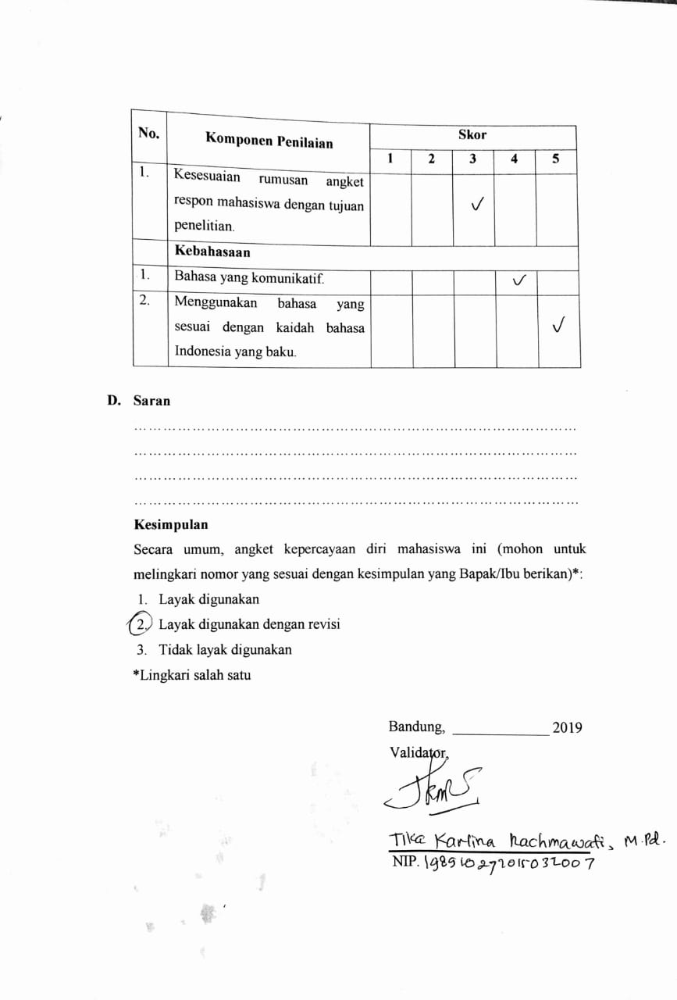 No. Komponen Penilaian Skor
1 2 3 4 5
1. Kesesuaian rumusan angket
respon mahasiswa dengan tujuan ✓
penelitian.
Kebahasaan
1. Bahasa yang komunikatif. ✓
2. Menggunakan bahasa yang
sesuai dengan kaidah bahasa ✓
Indonesia yang baku.
D. Saran
Kesimpulan
Secara umum, angket kepercayaan diri mahasiswa ini (mohon untuk
melingkari nomor yang sesuai dengan kesimpulan yang Bapak/Ibu berikan)*:
1. Layak digunakan
2. Layak digunakan dengan revisi
3. Tidak layak digunakan
*Lingkari salah satu
Bandung, ____________ 2019
Validator,
Tika Karlina Rachmawati, M.Pd.
NIP.